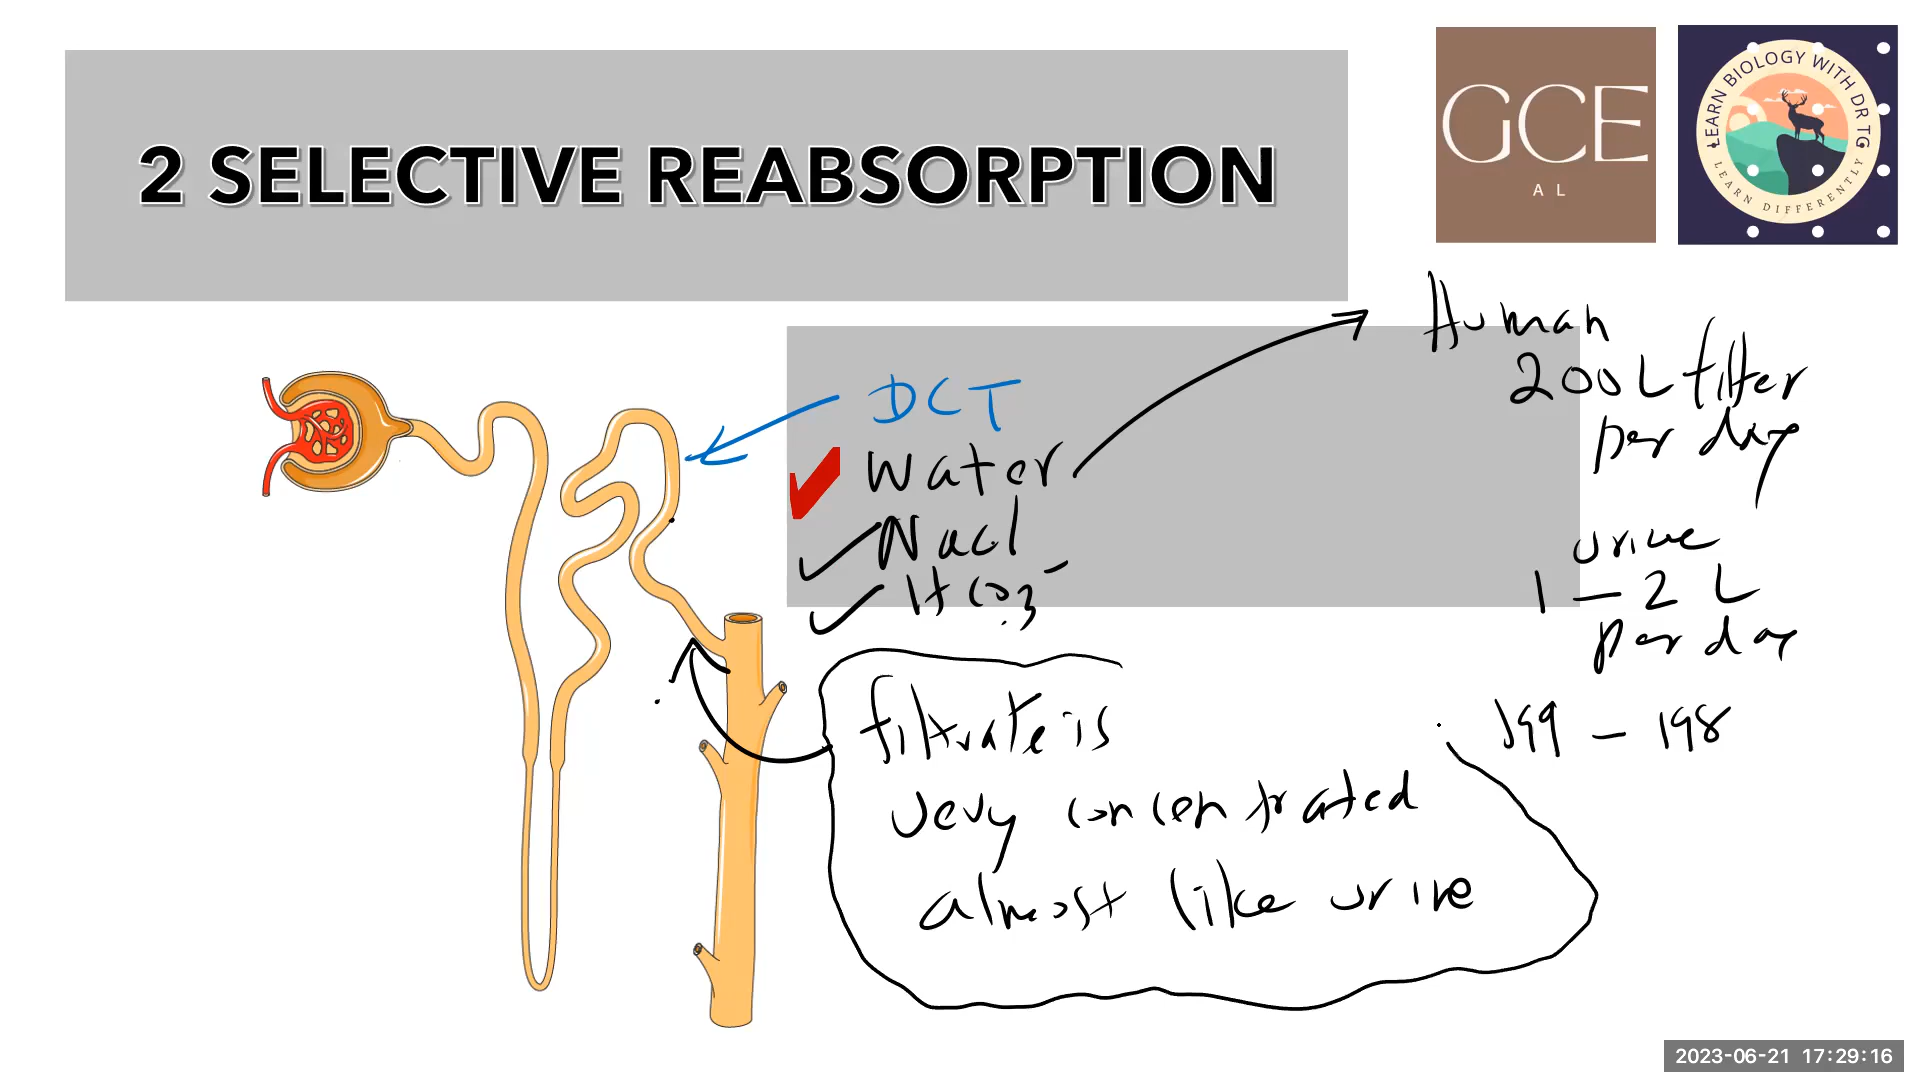 2 SELECTIVE REABSORPTION
GCE
AL
LEARN BIOLOGY WITH DR TG
LEARN DIFFERENTLY
DCT
Water
Nacl
HCO3-
Human
200 L filter
per day
urine
1 - 2 L
per day
199 - 198
filtrate is
very concentrated
almost like urine
2023-06-21 17:29:16